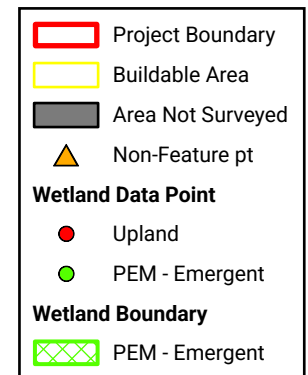 Project Boundary
Buildable Area
Area Not Surveyed
Non-Feature pt
Wetland Data Point
Upland
PEM - Emergent
Wetland Boundary
PEM - Emergent